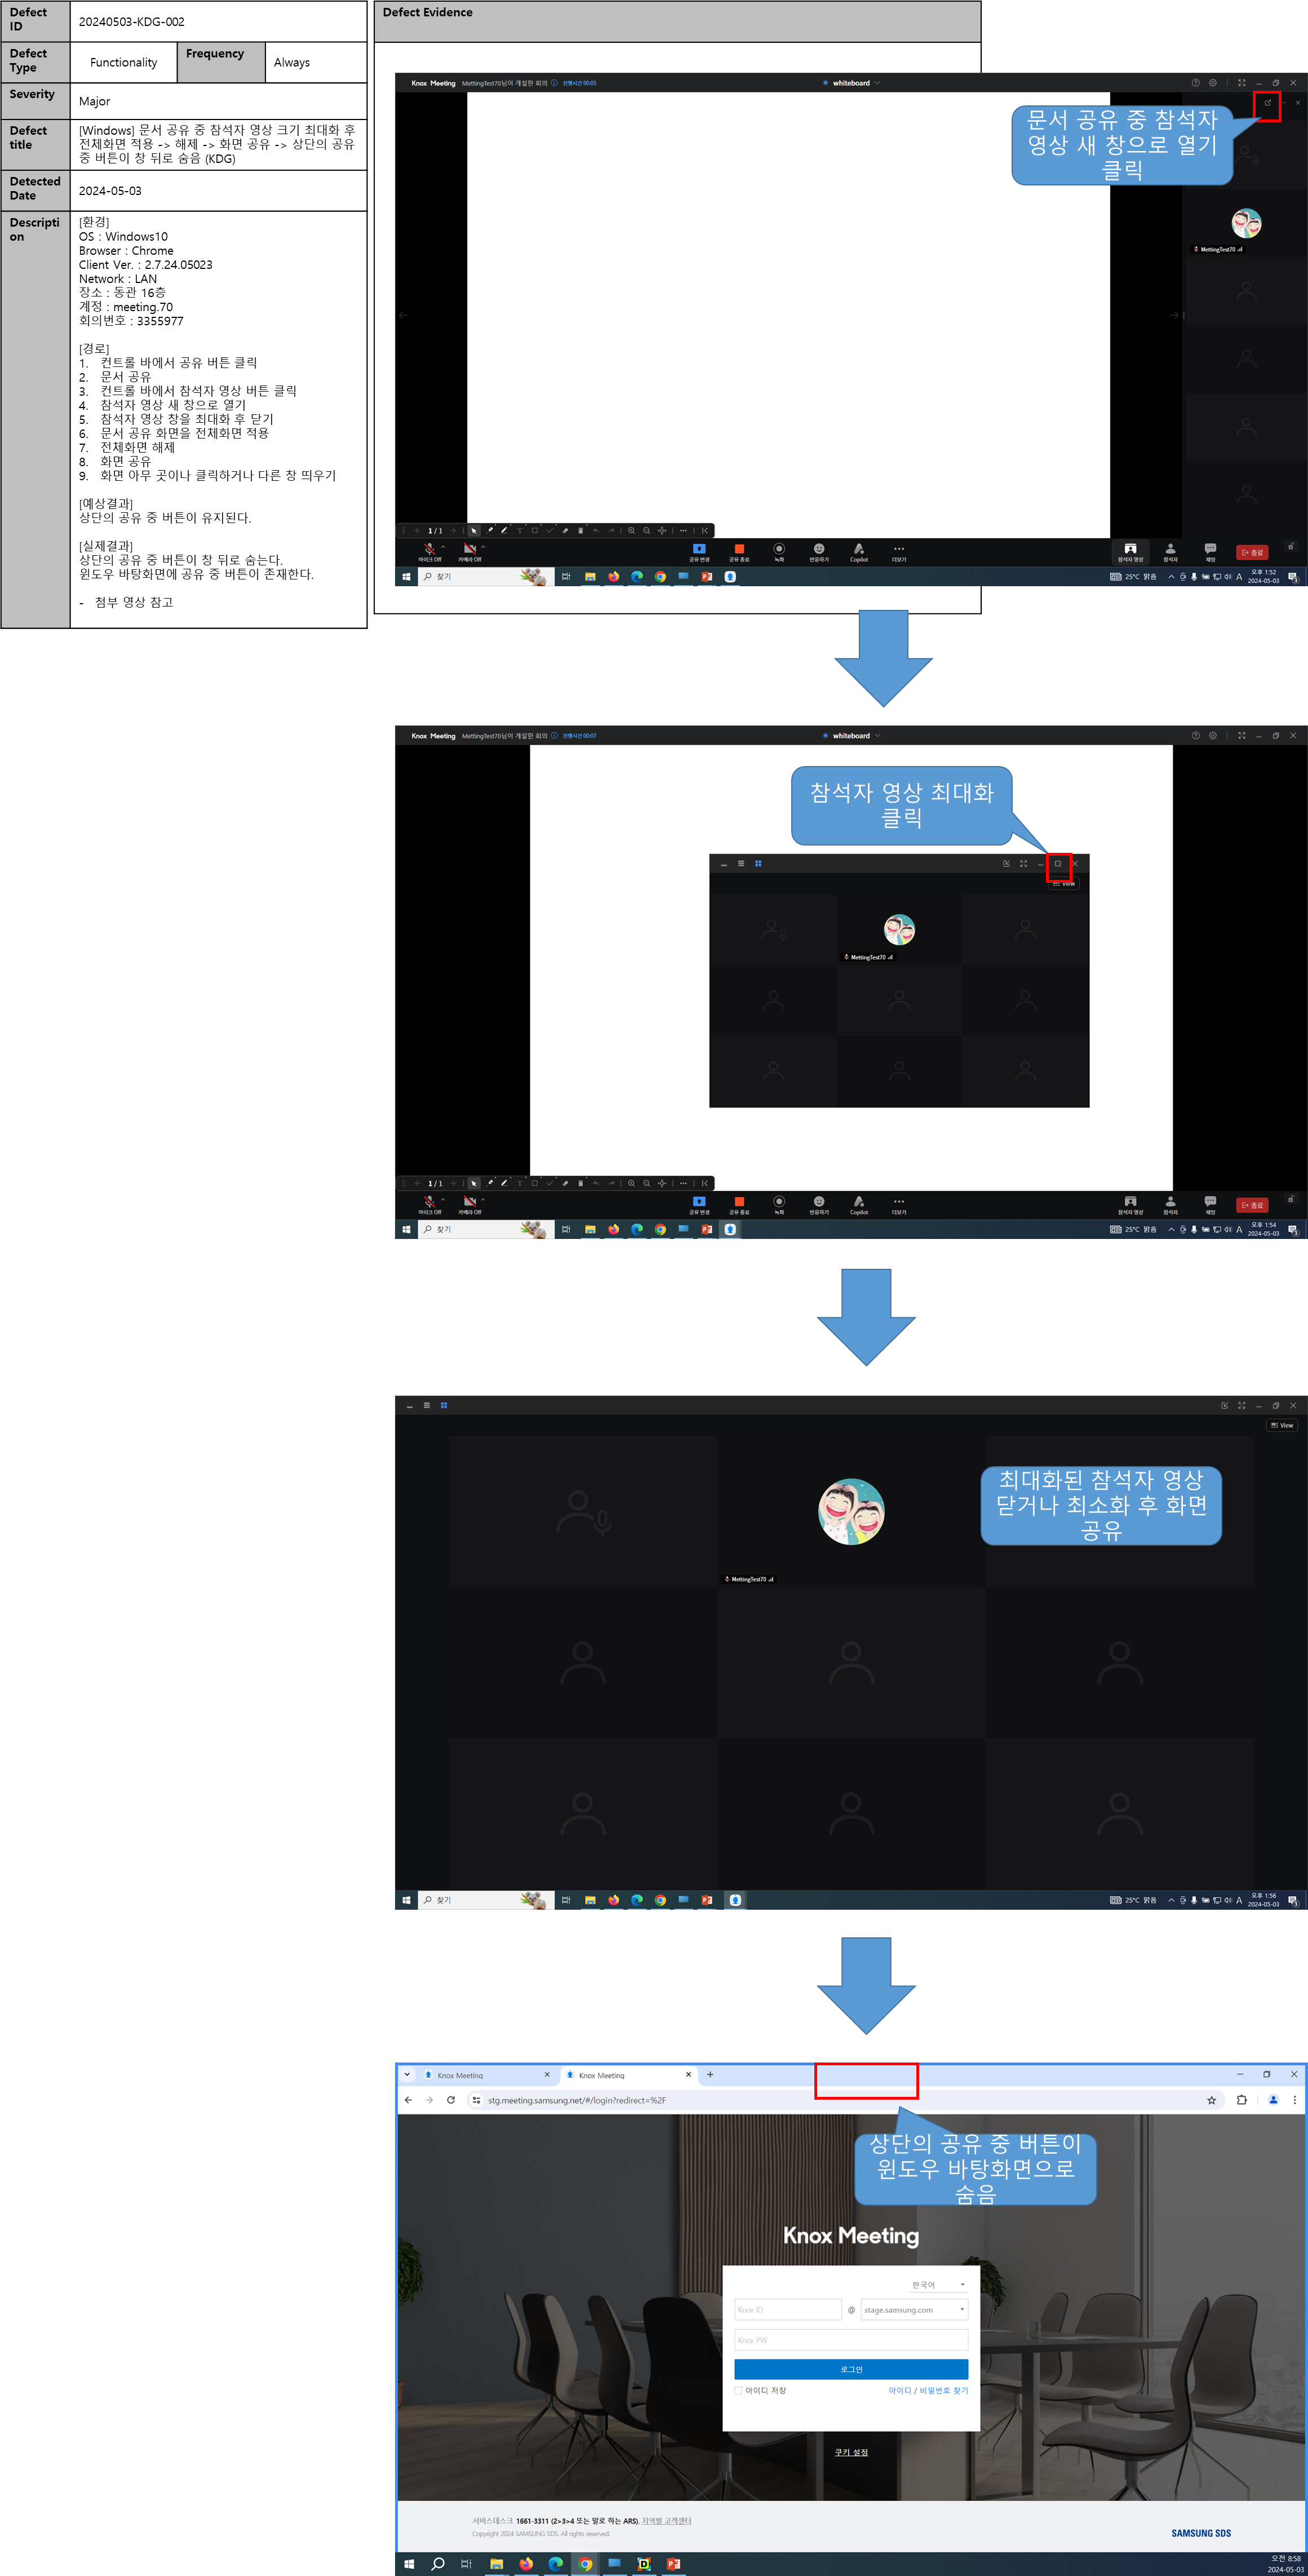 Defect ID
20240503-KDG-002
Defect Type
Functionality
Frequency
Always
Severity
Major
Defect title
[Windows] 문서 공유 중 참석자 영상 크기 최대화 후
전체화면 적용 -> 해제 -> 화면 공유 -> 상단의 공유
중 버튼이 창 뒤로 숨음 (KDG)
Detected Date
2024-05-03
Descripti
on
[환경]
OS : Windows10
Browser : Chrome
Client Ver. : 2.7.24.05023
Network : LAN
장소 : 동관 16층
계정 : meeting.70
회의번호 : 3355977
[경로]
1. 컨트롤 바에서 공유 버튼 클릭
2. 문서 공유
3. 컨트롤 바에서 참석자 영상 버튼 클릭
4. 참석자 영상 새 창으로 열기
5. 참석자 영상 창을 최대화 후 닫기
6. 문서 공유 화면을 전체화면 적용
7. 전체화면 해제
8. 화면 공유
9. 화면 아무 곳이나 클릭하거나 다른 창 띄우기
[예상결과]
상단의 공유 중 버튼이 유지된다.
[실제결과]
상단의 공유 중 버튼이 창 뒤로 숨는다.
윈도우 바탕화면에 공유 중 버튼이 존재한다.
- 첨부 영상 참고
Defect Evidence
Knox Meeting MettingTest70님이 개설한 회의 진행시간 00:05
whiteboard
문서 공유 중 참석자
영상 새 창으로 열기
클릭
MettingTest70
1 / 1
마이크 Off 카메라 Off 공유 변경 공유 종료 녹화 반응하기 Copilot 더보기 참석자 영상 참석자 채팅 종료
찾기
25°C 맑음 A 오후 1:52
2024-05-03
Knox Meeting MettingTest70님이 개설한 회의 진행시간 00:07
whiteboard
참석자 영상 최대화
클릭
View
MettingTest70
1 / 1
마이크 Off 카메라 Off 공유 변경 공유 종료 녹화 반응하기 Copilot 더보기 참석자 영상 참석자 채팅 종료
찾기
25°C 맑음 A 오후 1:54
2024-05-03
View
최대화된 참석자 영상
닫거나 최소화 후 화면
공유
MettingTest70
찾기
25°C 맑음 A 오후 1:56
2024-05-03
Knox Meeting
Knox Meeting
stg.meeting.samsung.net/#/login?redirect=%2F
상단의 공유 중 버튼이
윈도우 바탕화면으로
숨음
Knox Meeting
한국어
Knox ID @ stage.samsung.com
Knox PW
로그인
아이디 저장 아이디 / 비밀번호 찾기
쿠키 설정
서비스데스크 1661-3311 (2>3>4 또는 말로 하는 ARS), 지역별 고객센터
Copyright 2024 SAMSUNG SDS. All rights reserved.
SAMSUNG SDS
오전 8:58
2024-05-03